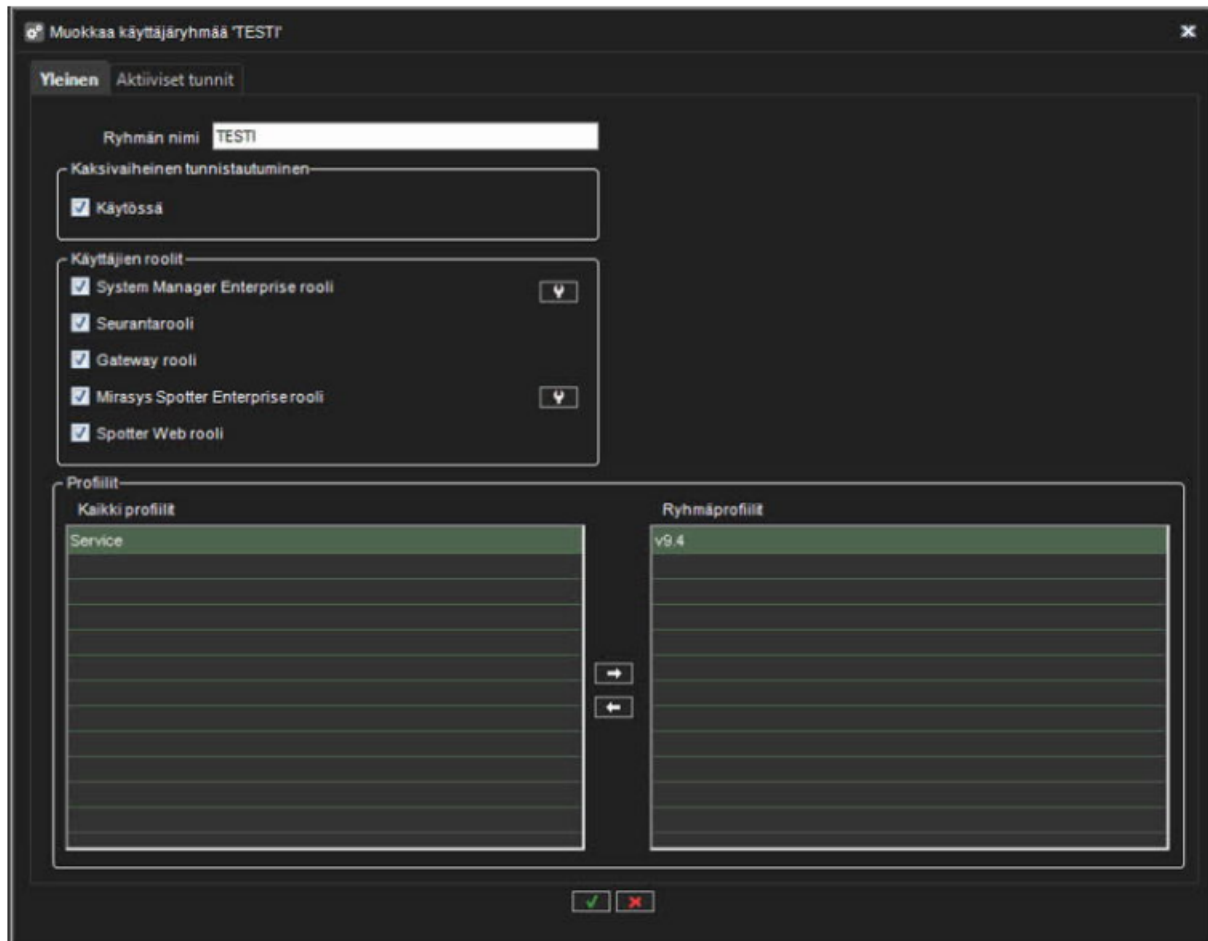 Muokkaa käyttäjäryhmää 'TESTI'
Yleinen Aktiiviset tunnit
Ryhmän nimi TESTI
Kaksivaiheinen tunnistautuminen
Käytössä
Käyttäjien roolit
System Manager Enterprise rooli
Seurantarooli
Gateway rooli
Mirasys Spotter Enterprise rooli
Spotter Web rooli
Profiilit
Kaikki profiilit Ryhmäprofiilit
Service v9.4